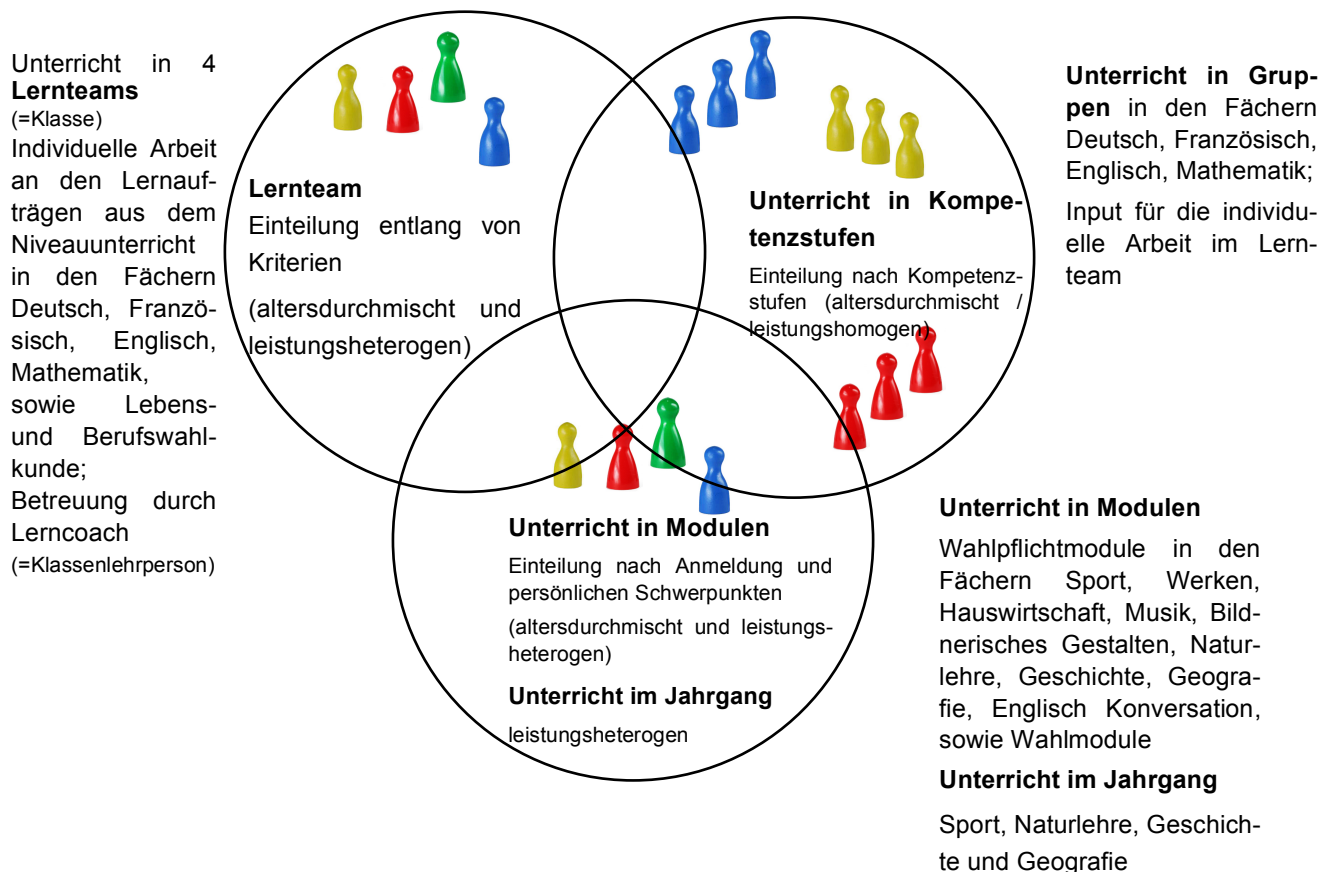 Unterricht in 4
Lernteams
(=Klasse)
Individuelle Arbeit
an den Lernauf-
trägen aus dem
Niveauunterricht
in den Fächern
Deutsch, Franzö-
sisch, Englisch,
Mathematik,
sowie Lebens-
und Berufswahl-
kunde;
Betreuung durch
Lerncoach
(=Klassenlehrperson)
Lernteam
Einteilung entlang von
Kriterien
(altersdurchmischt und
leistungsheterogen)
Unterricht in Kompe-
tenzstufen
Einteilung nach Kompetenz-
stufen (altersdurchmischt /
leistungshomogen)
Unterricht in Grup-
pen in den Fächern
Deutsch, Französisch,
Englisch, Mathematik;
Input für die individu-
elle Arbeit im Lern-
team
Unterricht in Modulen
Einteilung nach Anmeldung und
persönlichen Schwerpunkten
(altersdurchmischt und leistungs-
heterogen)
Unterricht im Jahrgang
leistungsheterogen
Unterricht in Modulen
Wahlpflichtmodule in den
Fächern Sport, Werken,
Hauswirtschaft, Musik, Bild-
nerisches Gestalten, Natur-
lehre, Geschichte, Geogra-
fie, Englisch Konversation,
sowie Wahlmodule
Unterricht im Jahrgang
Sport, Naturlehre, Geschich-
te und Geografie